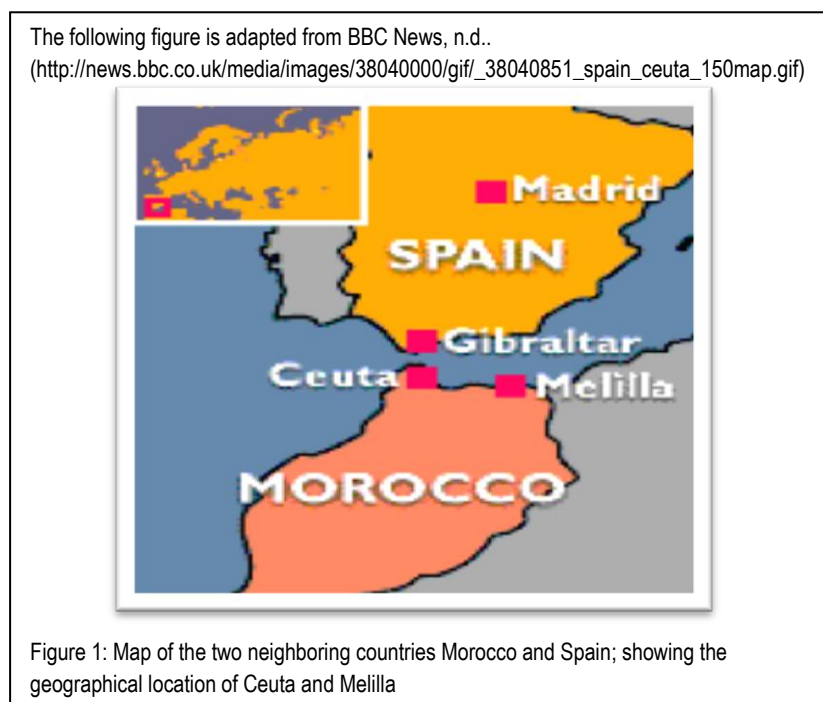 The following figure is adapted from BBC News, n.d..
(http://news.bbc.co.uk/media/images/38040000/gif/_38040851_spain_ceuta_150map.gif)
Madrid
SPAIN
Gibraltar
Ceuta
Melilla
MOROCCO
Figure 1: Map of the two neighboring countries Morocco and Spain; showing the
geographical location of Ceuta and Melilla